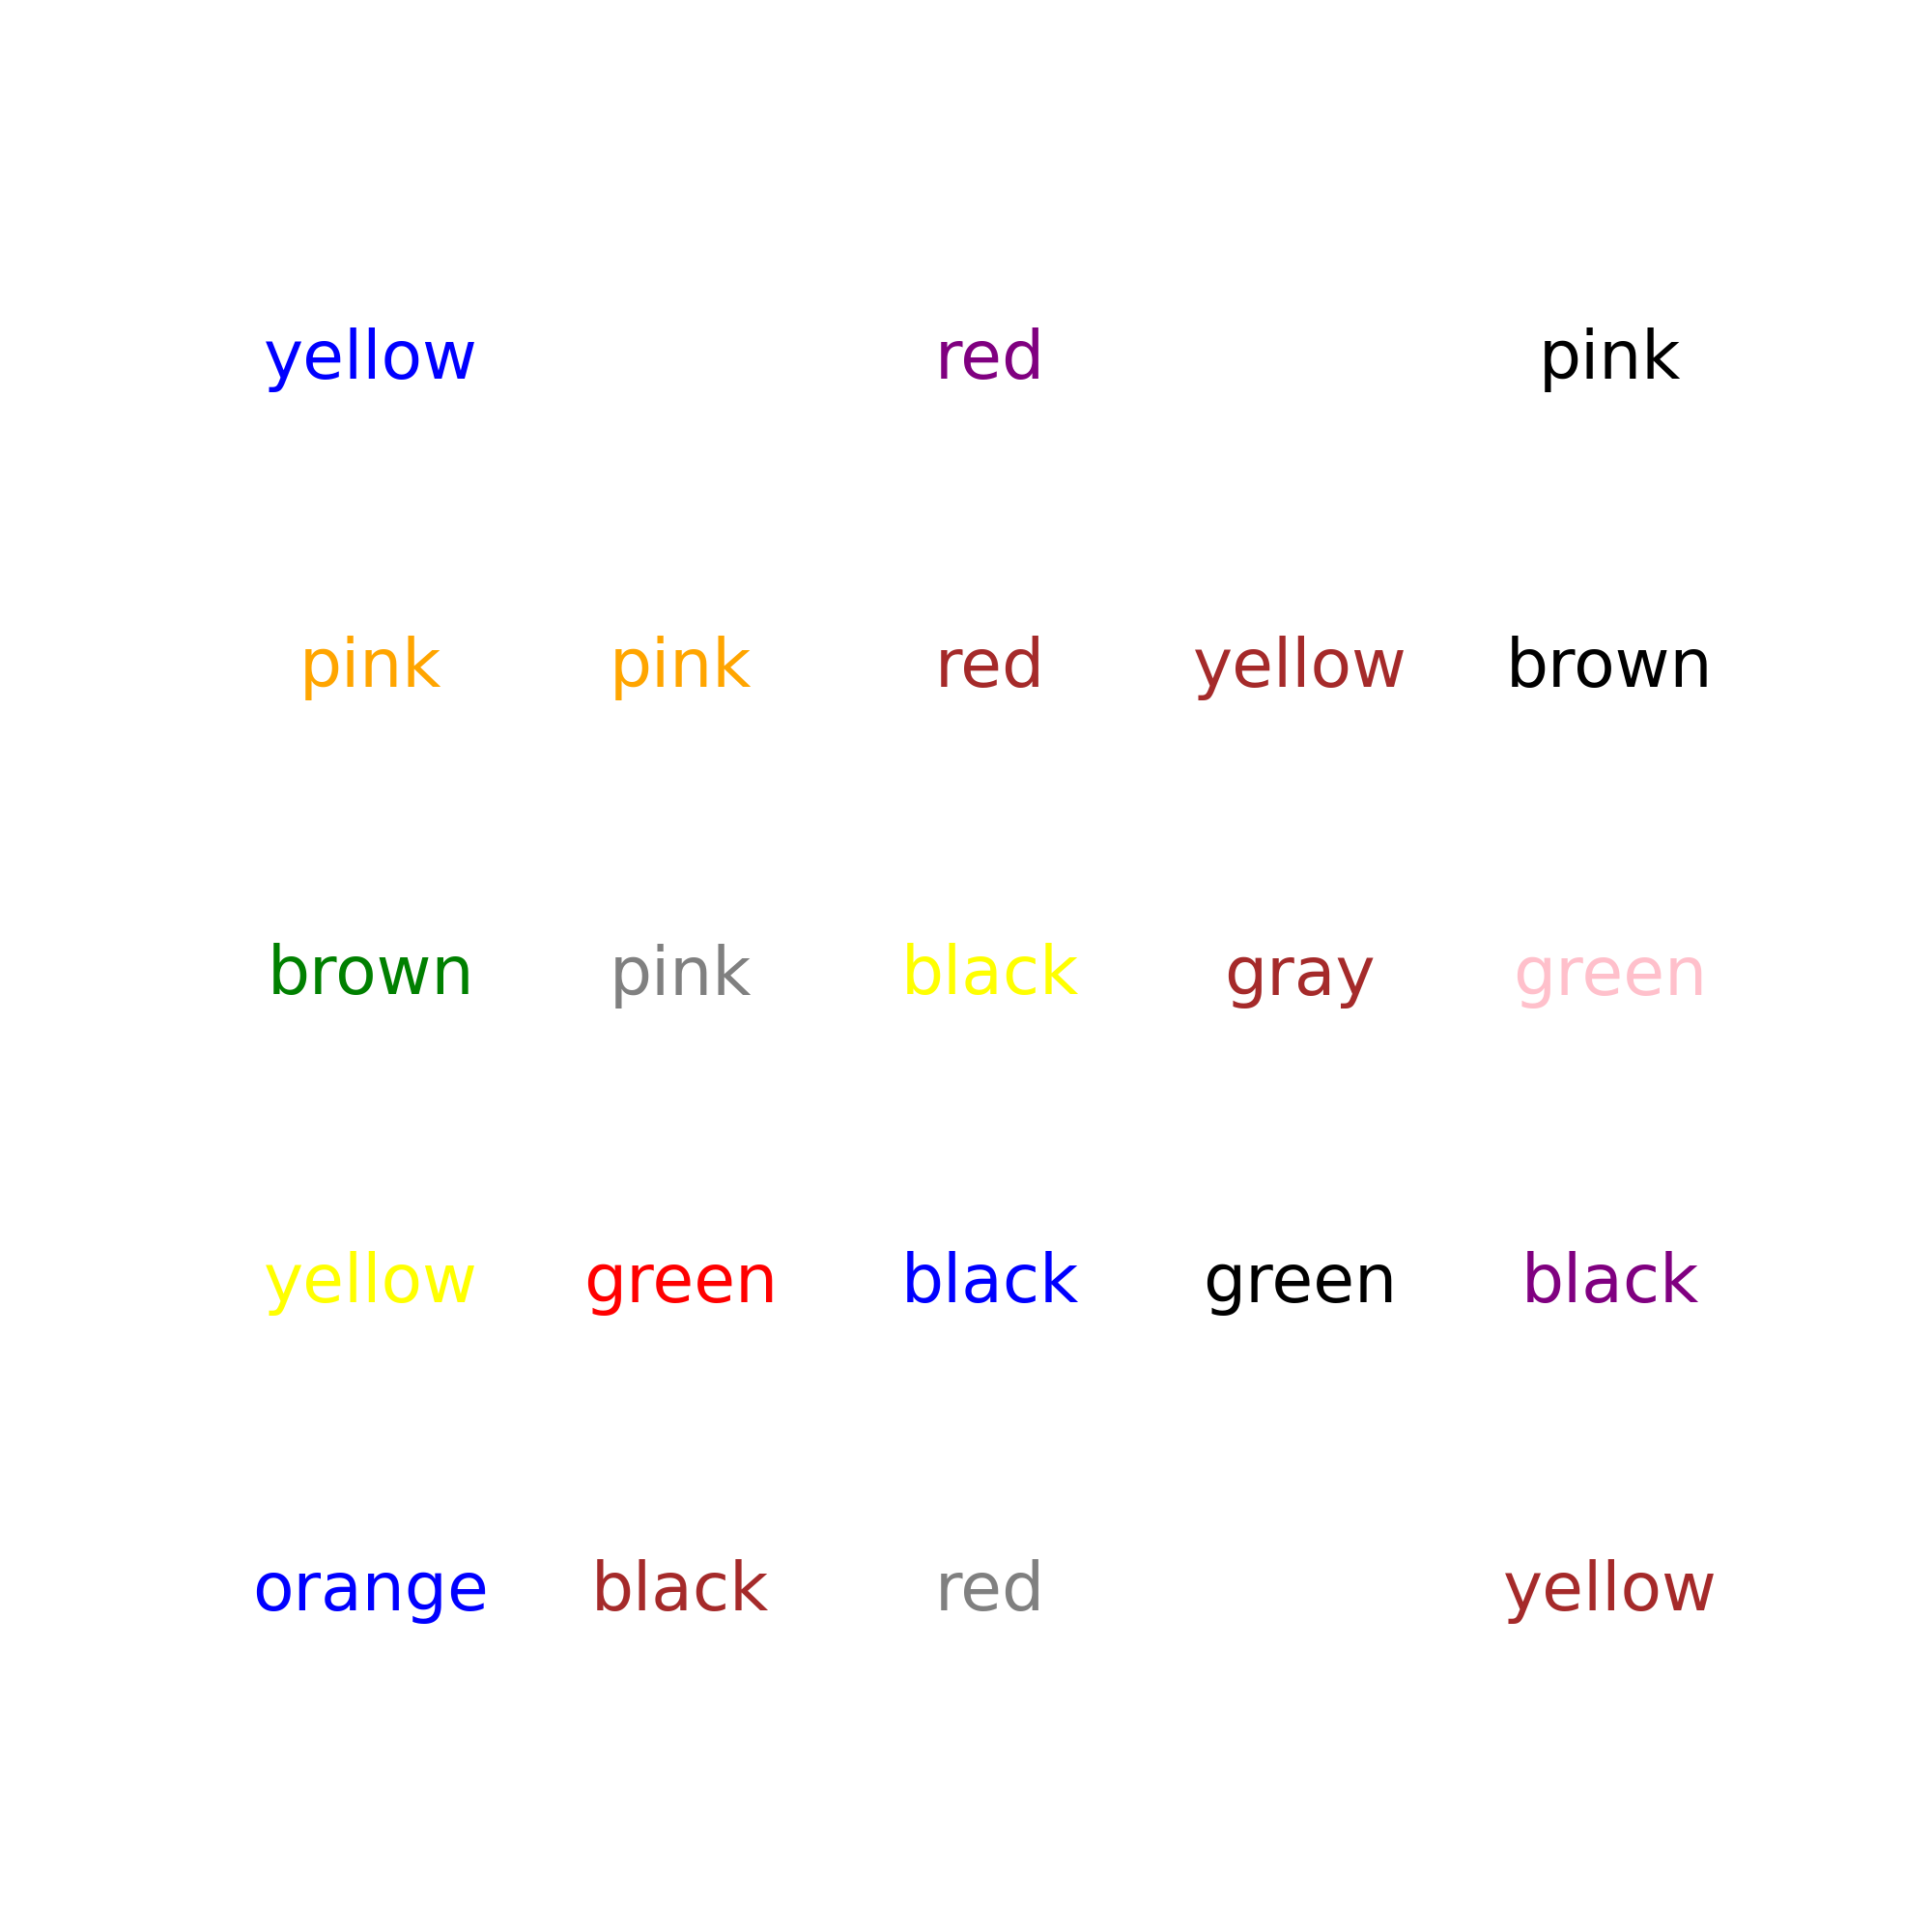 yellow red pink
pink pink red yellow brown
brown pink black gray green
yellow green black green black
orange black red yellow